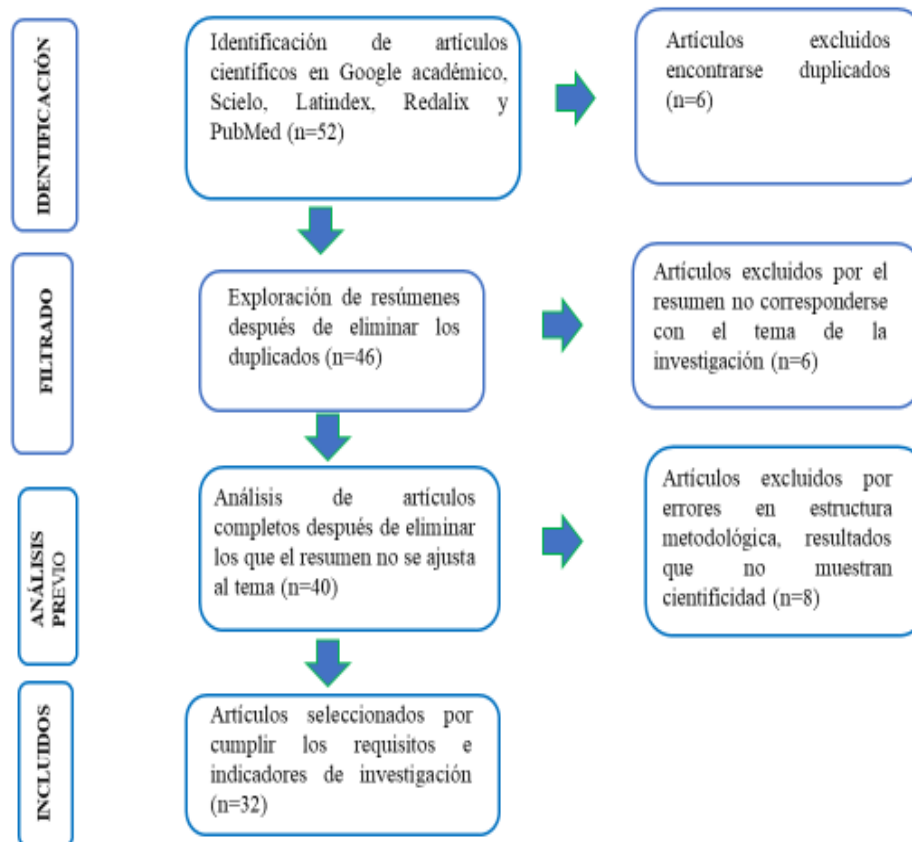 IDENTIFICACIÓN
Identificación de artículos
científicos en Google académico,
Scielo, Latindex, Redalix y
PubMed (n=52)
Artículos excluidos
encontrarse duplicados
(n=6)
FILTRADO
Exploración de resúmenes
después de eliminar los
duplicados (n=46)
Artículos excluidos por el
resumen no corresponderse
con el tema de la
investigación (n=6)
ANÁLISIS
PREVIO
Análisis de artículos
completos después de eliminar
los que el resumen no se ajusta
al tema (n=40)
Artículos excluidos por
errores en estructura
metodológica, resultados
que no muestran
cientificidad (n=8)
INCLUIDOS
Artículos seleccionados por
cumplir los requisitos e
indicadores de investigación
(n=32)